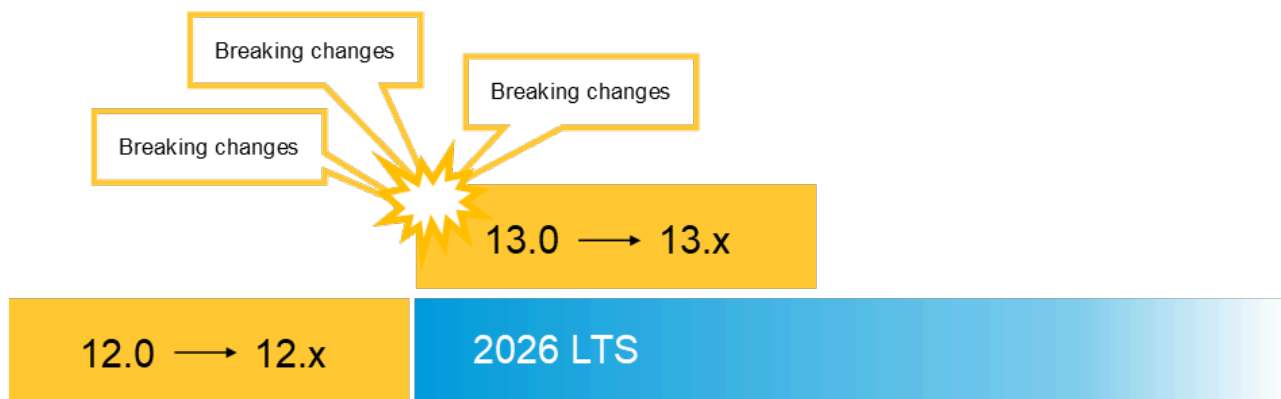 Breaking changes
Breaking changes
Breaking changes
13.0 → 13.x
12.0 → 12.x
2026 LTS